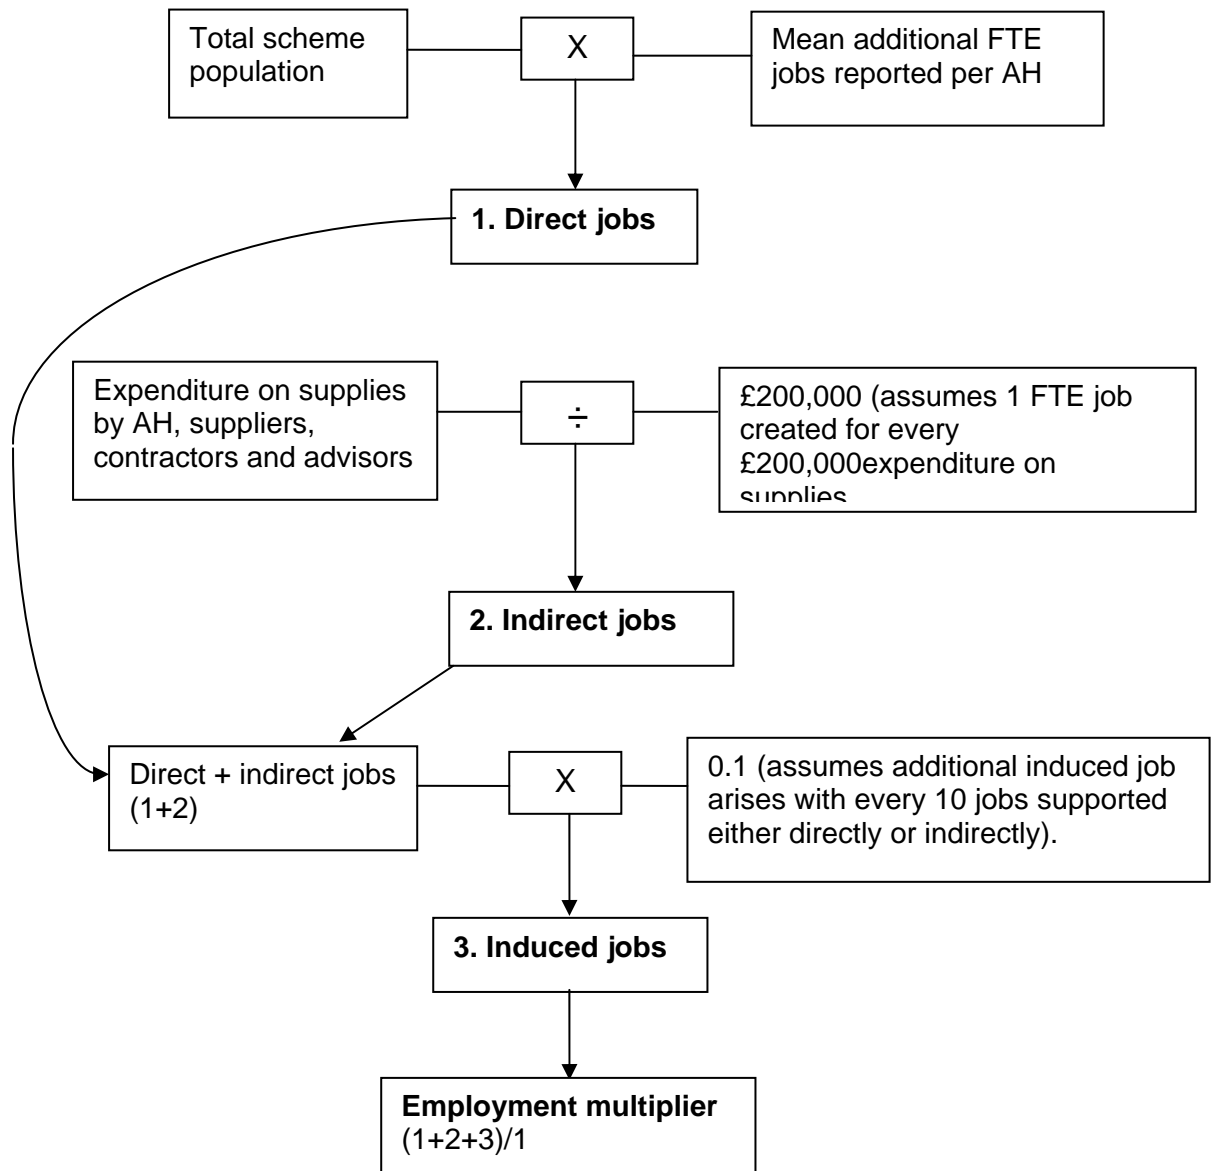 Total scheme
population
X
Mean additional FTE
jobs reported per AH
1. Direct jobs
Expenditure on supplies
by AH, suppliers,
contractors and advisors
÷
£200,000 (assumes 1 FTE job
created for every
£200,000expenditure on
supplies
2. Indirect jobs
Direct + indirect jobs
(1+2)
X
0.1 (assumes additional induced job
arises with every 10 jobs supported
either directly or indirectly).
3. Induced jobs
Employment multiplier
(1+2+3)/1